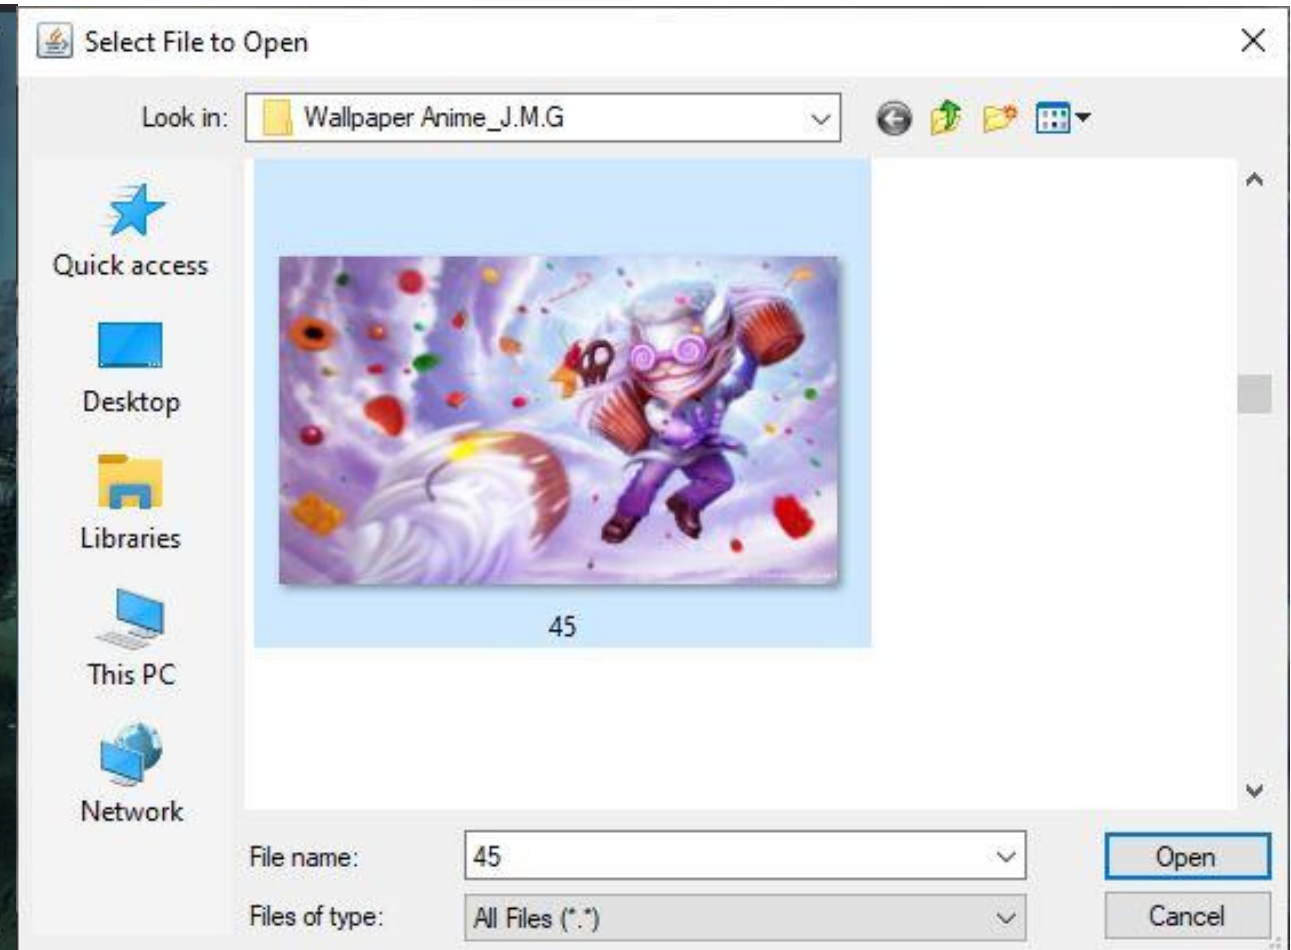 Select File to Open
Look in: Wallpaper Anime_J.M.G
Quick access
Desktop
Libraries
This PC
Network
45
File name: 45
Open
Files of type: All Files (*.*)
Cancel